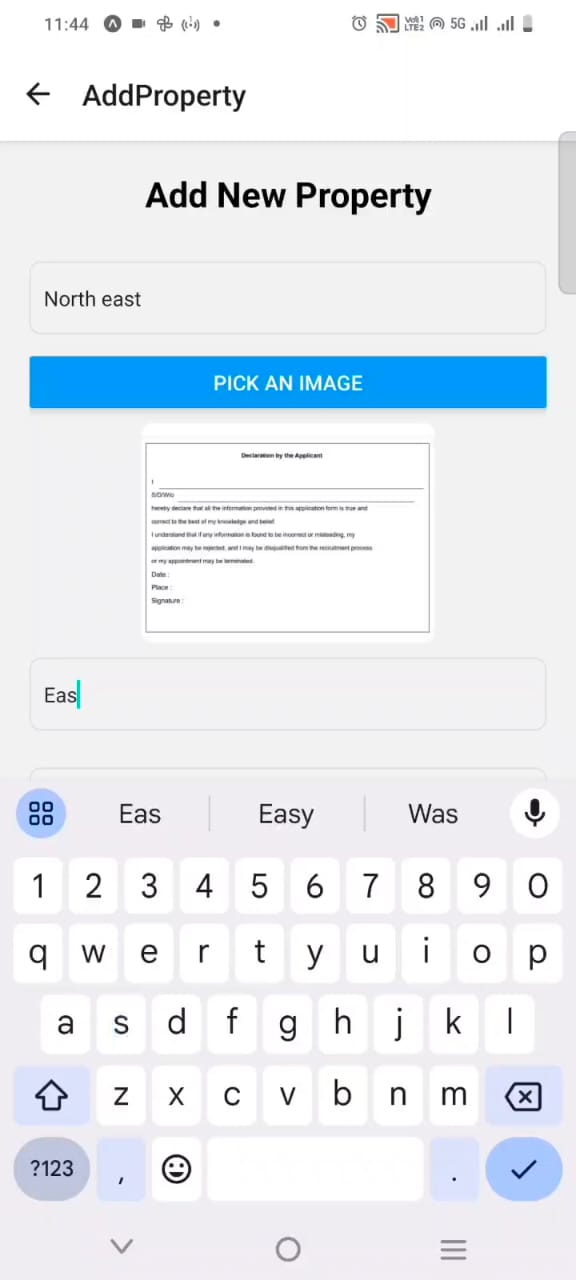 11:44 Vo) 1 LTE2 5G
AddProperty
Add New Property
North east
PICK AN IMAGE
Declaration by the Applicant
I
S/D/W/o
hereby declare that all the information provided in this application form is true and
correct to the best of my knowledge and belief.
I understand that if any information is found to be incorrect or misleading, my
application may be rejected, and I may be disqualified from the recruitment process
or my appointment may be terminated.
Date :
Place :
Signature :
Eas
Eas Easy Was
1 2 3 4 5 6 7 8 9 0
q w e r t y u i o p
a s d f g h j k l
z x c v b n m
?123 , .